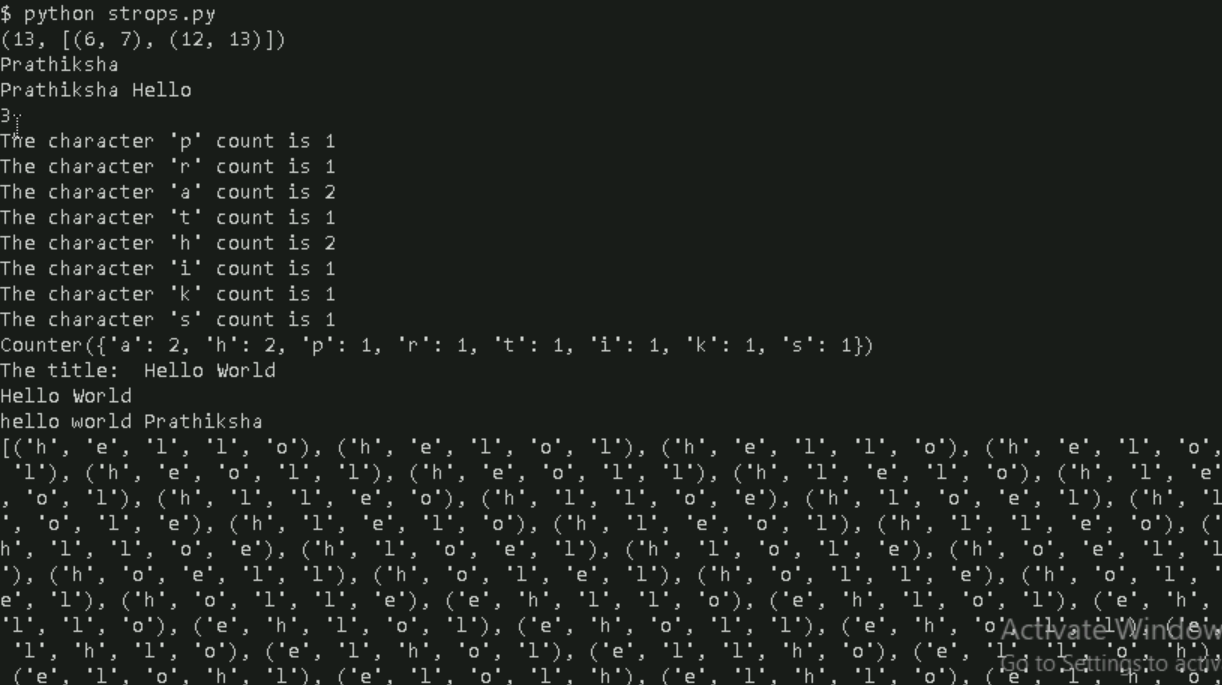 $ python strops.py
(13, [(6, 7), (12, 13)])
Prathiksha
Prathiksha Hello
3
The character 'p' count is 1
The character 'r' count is 1
The character 'a' count is 2
The character 't' count is 1
The character 'h' count is 2
The character 'i' count is 1
The character 'k' count is 1
The character 's' count is 1
Counter({'a': 2, 'h': 2, 'p': 1, 'r': 1, 't': 1, 'i': 1, 'k': 1, 's': 1})
The title:  Hello World
Hello World
hello world Prathiksha
[('h', 'e', 'l', 'l', 'o'), ('h', 'e', 'l', 'o', 'l'), ('h', 'e', 'l', 'l', 'o'), ('h', 'e', 'l', 'o',
 'l'), ('h', 'e', 'o', 'l', 'l'), ('h', 'e', 'o', 'l', 'l'), ('h', 'l', 'e', 'l', 'o'), ('h', 'l', 'e'
, 'o', 'l'), ('h', 'l', 'l', 'e', 'o'), ('h', 'l', 'l', 'o', 'e'), ('h', 'l', 'o', 'e', 'l'), ('h', 'l
', 'o', 'l', 'e'), ('h', 'l', 'e', 'l', 'o'), ('h', 'l', 'e', 'o', 'l'), ('h', 'l', 'l', 'e', 'o'), ('
h', 'l', 'l', 'o', 'e'), ('h', 'l', 'o', 'e', 'l'), ('h', 'l', 'o', 'l', 'e'), ('h', 'o', 'e', 'l', 'l
'), ('h', 'o', 'e', 'l', 'l'), ('h', 'o', 'l', 'e', 'l'), ('h', 'o', 'l', 'l', 'e'), ('h', 'o', 'l', '
e', 'l'), ('h', 'o', 'l', 'l', 'e'), ('e', 'h', 'l', 'l', 'o'), ('e', 'h', 'l', 'o', 'l'), ('e', 'h',
 'l', 'l', 'o'), ('e', 'h', 'l', 'o', 'l'), ('e', 'h', 'o', 'l', 'l'), ('e', 'h', 'o', 'l', 'l'), ('e',
 'l', 'h', 'l', 'o'), ('e', 'l', 'h', 'o', 'l'), ('e', 'l', 'l', 'h', 'o'), ('e', 'l', 'l', 'o', 'h'),
 ('e', 'l', 'o', 'h', 'l'), ('e', 'l', 'o', 'l', 'h'), ('e', 'l', 'h', 'l', 'o'), ('e', 'l', 'h', 'o',
Activate Window
Go to Settings to activ